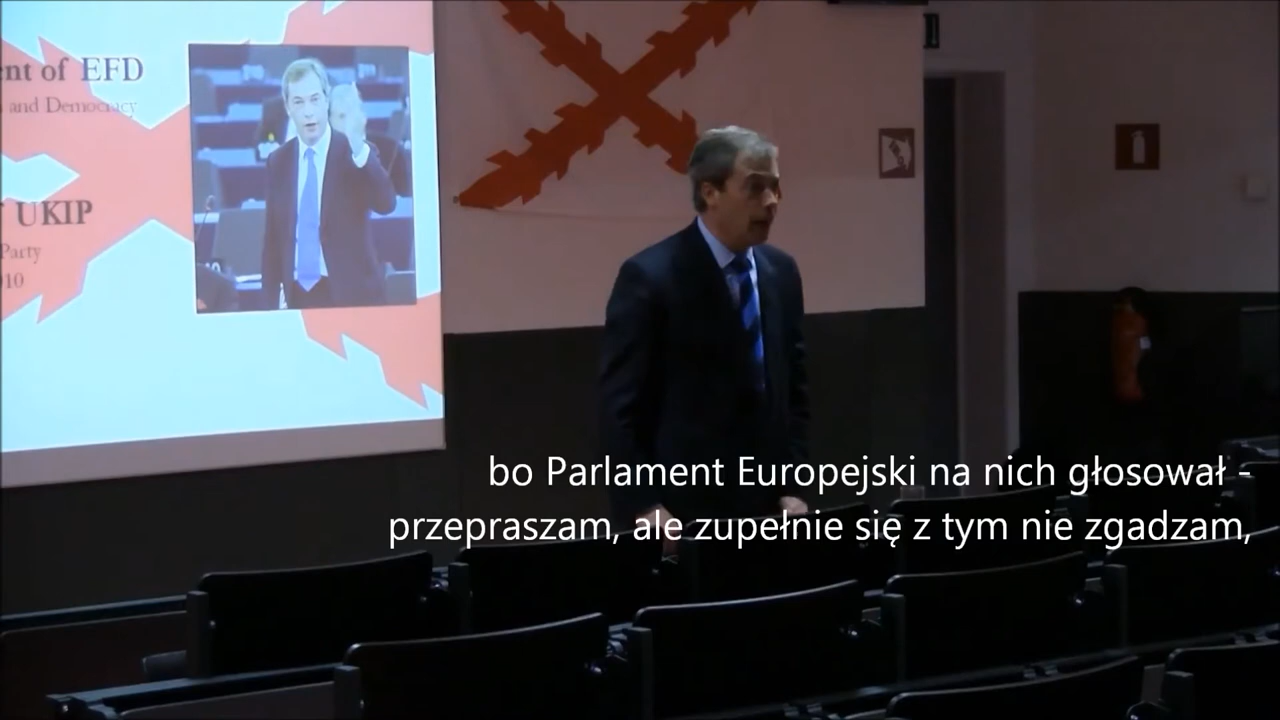 ent of EFD
and Democracy
UKIP
Party
10
bo Parlament Europejski na nich głosował -
przepraszam, ale zupełnie się z tym nie zgadzam,